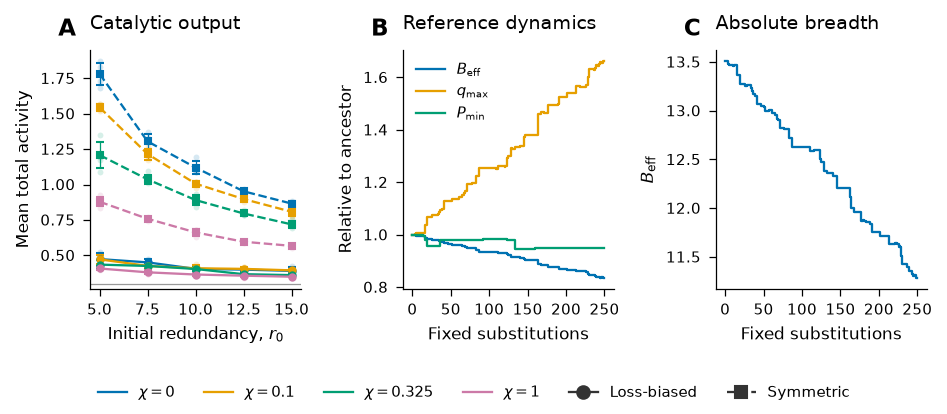 A Catalytic output
Mean total activity
1.75
1.50
1.25
1.00
0.75
0.50
5.0 7.5 10.0 12.5 15.0
Initial redundancy, r₀
B Reference dynamics
Relative to ancestor
1.6
1.4
1.2
1.0
0.8
B_eff
q_max
P_min
0 50 100 150 200 250
Fixed substitutions
C Absolute breadth
B_eff
13.5
13.0
12.5
12.0
11.5
0 50 100 150 200 250
Fixed substitutions
χ = 0 χ = 0.1 χ = 0.325 χ = 1 Loss-biased Symmetric